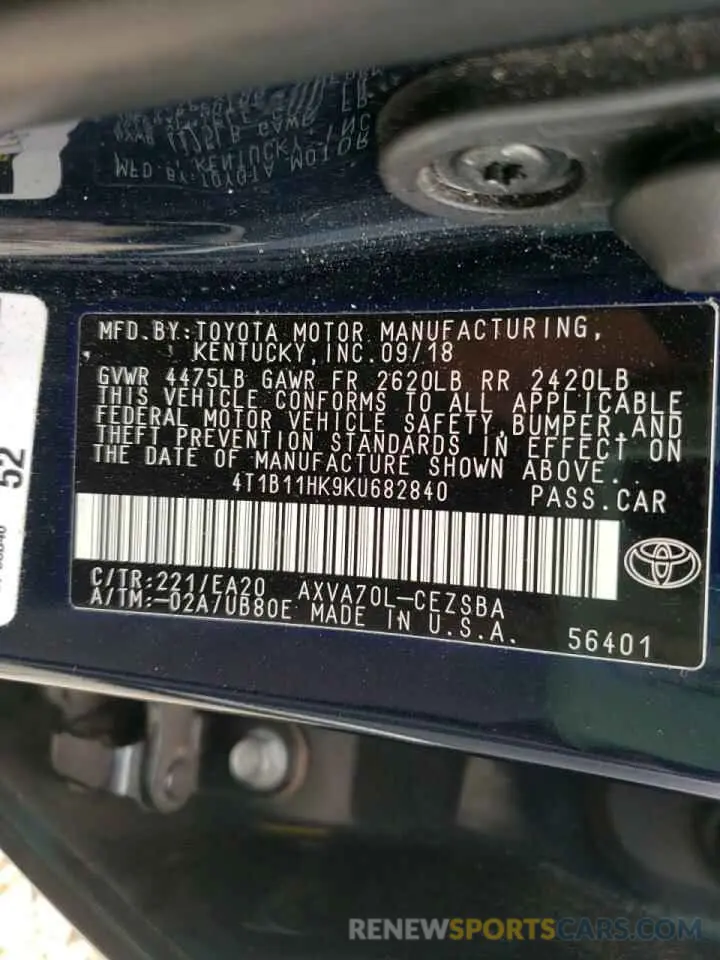 MFD.BY:TOYOTA MOTOR MANUFACTURING,
KENTUCKY,INC.09/18
GVWR 4475LB GAWR FR 2620LB RR 2420LB
THIS VEHICLE CONFORMS TO ALL APPLICABLE
FEDERAL MOTOR VEHICLE SAFETY,BUMPER,AND
THEFT PREVENTION STANDARDS IN EFFECT ON
THE DATE OF MANUFACTURE SHOWN ABOVE.
4T1B11HK9KU682840 PASS.CAR
C/TR:221/EA20 AXVA70L-CEZSBA
A/TM:-02A/UB80E MADE IN U.S.A. 56401
52
RENEWSPORTSCARS.COM